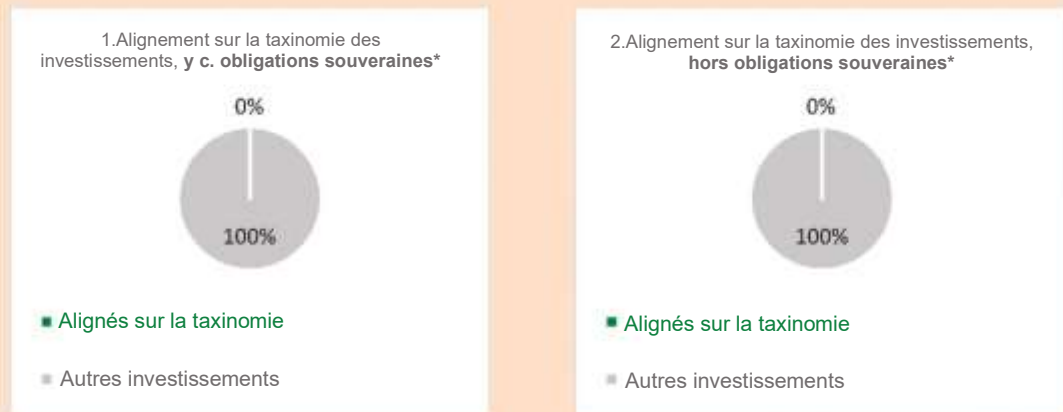 1.Alignement sur la taxinomie des
investissements, y c. obligations souveraines*
0%
100%
Alignés sur la taxinomie
Autres investissements
2.Alignement sur la taxinomie des investissements,
hors obligations souveraines*
0%
100%
Alignés sur la taxinomie
Autres investissements